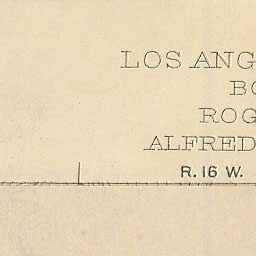 LOS ANG
BO
ROG
ALFRED
R. 16 W.